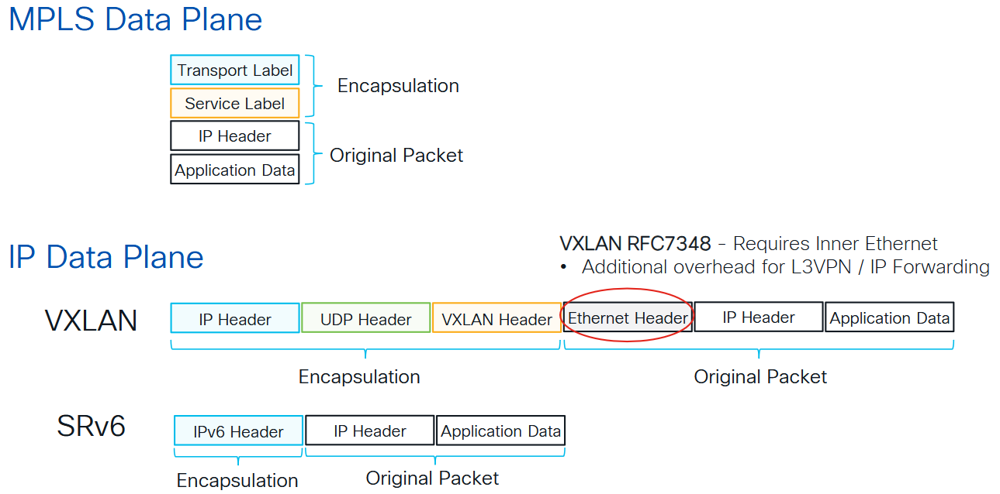 MPLS Data Plane
Transport Label
Service Label
Encapsulation
IP Header
Application Data
Original Packet
IP Data Plane
VXLAN RFC7348 - Requires Inner Ethernet
• Additional overhead for L3VPN / IP Forwarding
VXLAN
IP Header
UDP Header
VXLAN Header
Ethernet Header
IP Header
Application Data
Encapsulation
Original Packet
SRv6
IPv6 Header
IP Header
Application Data
Encapsulation
Original Packet